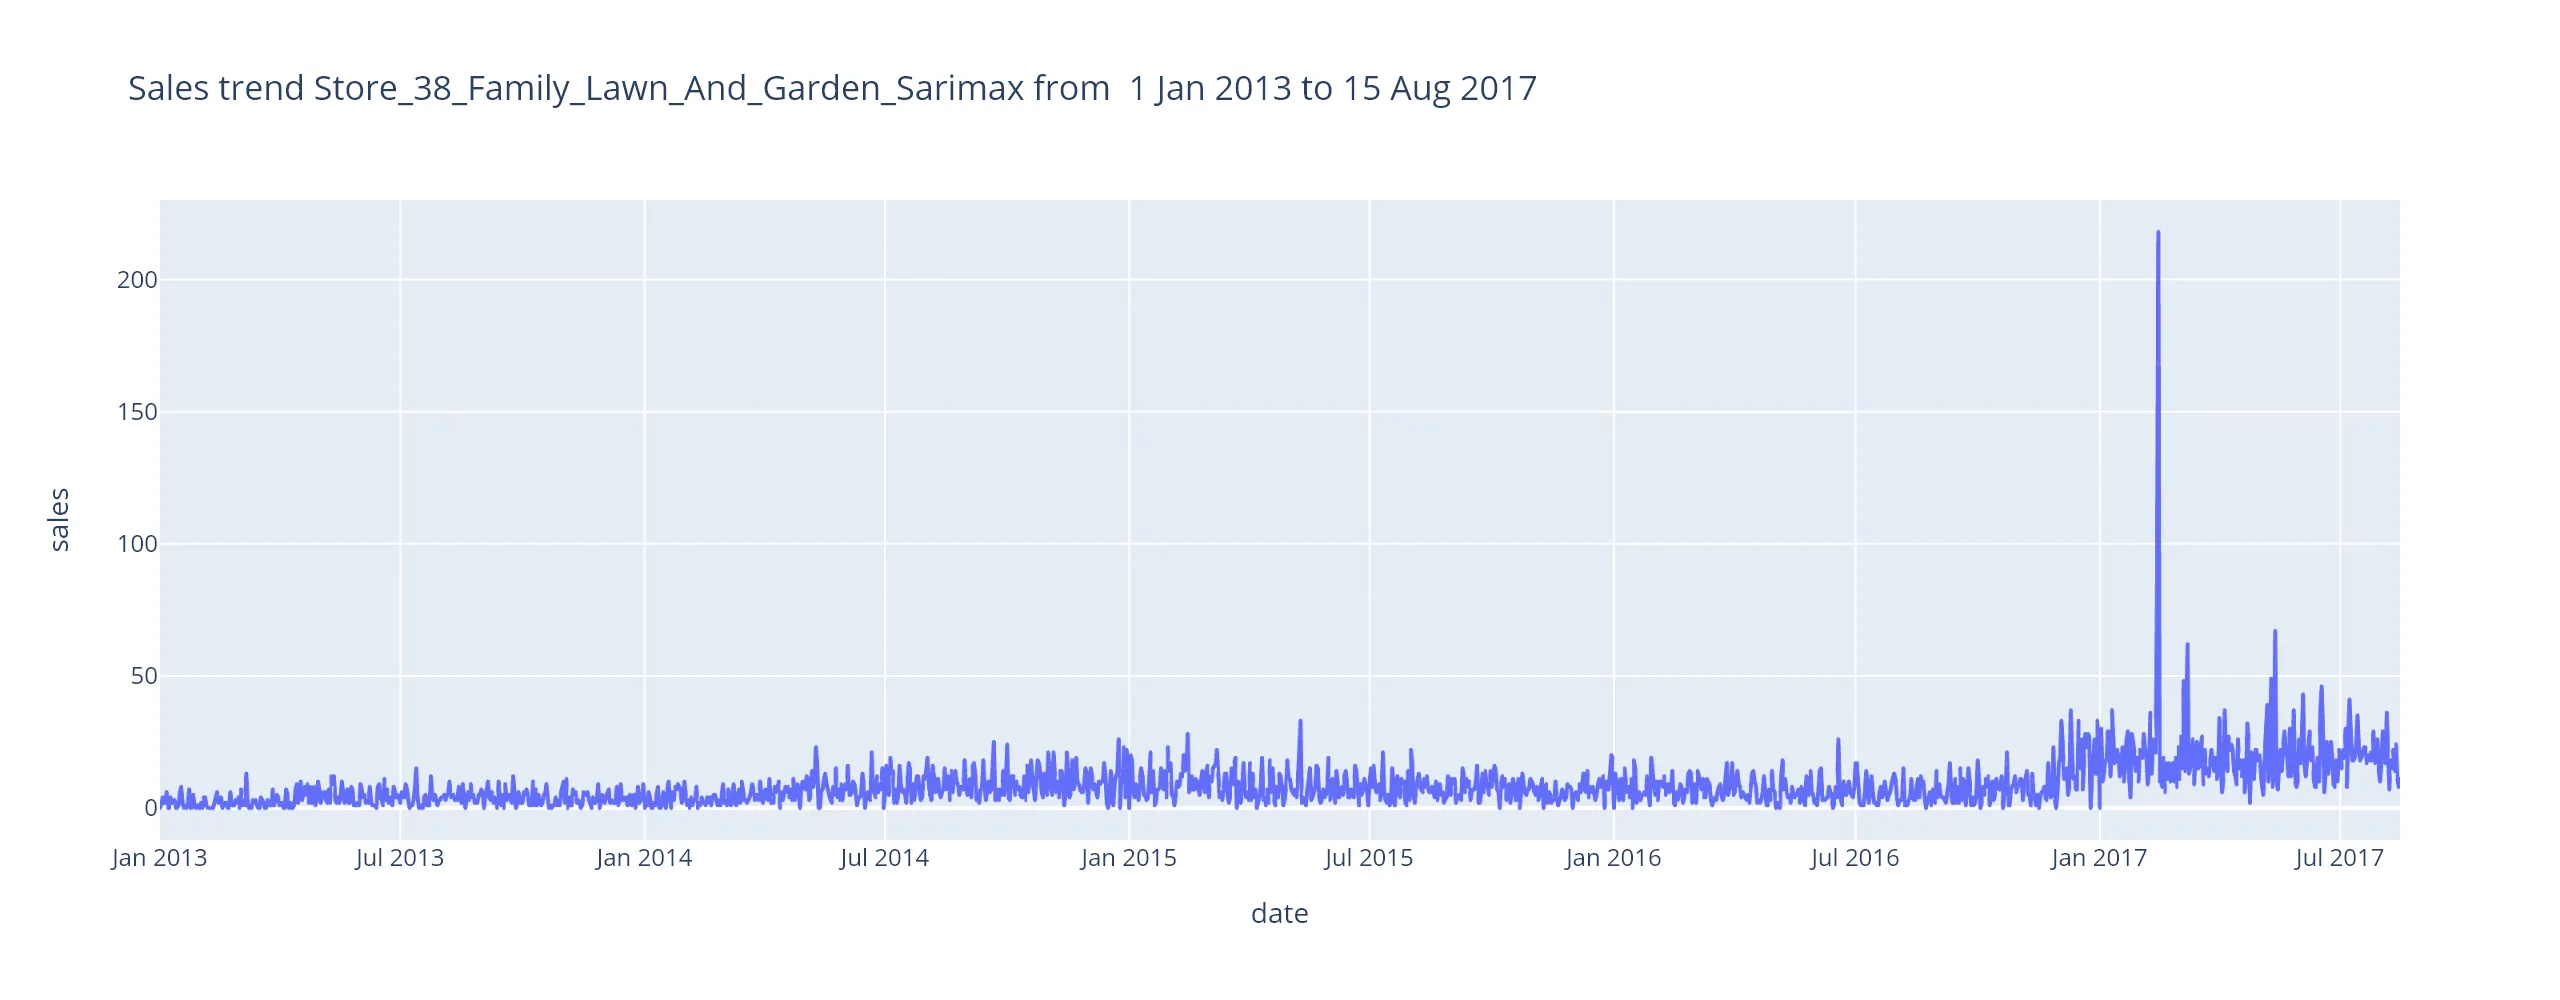 Sales trend Store_38_Family_Lawn_And_Garden_Sarimax from  1 Jan 2013 to 15 Aug 2017
sales
200
150
100
50
0
Jan 2013 Jul 2013 Jan 2014 Jul 2014 Jan 2015 Jul 2015 Jan 2016 Jul 2016 Jan 2017 Jul 2017
date